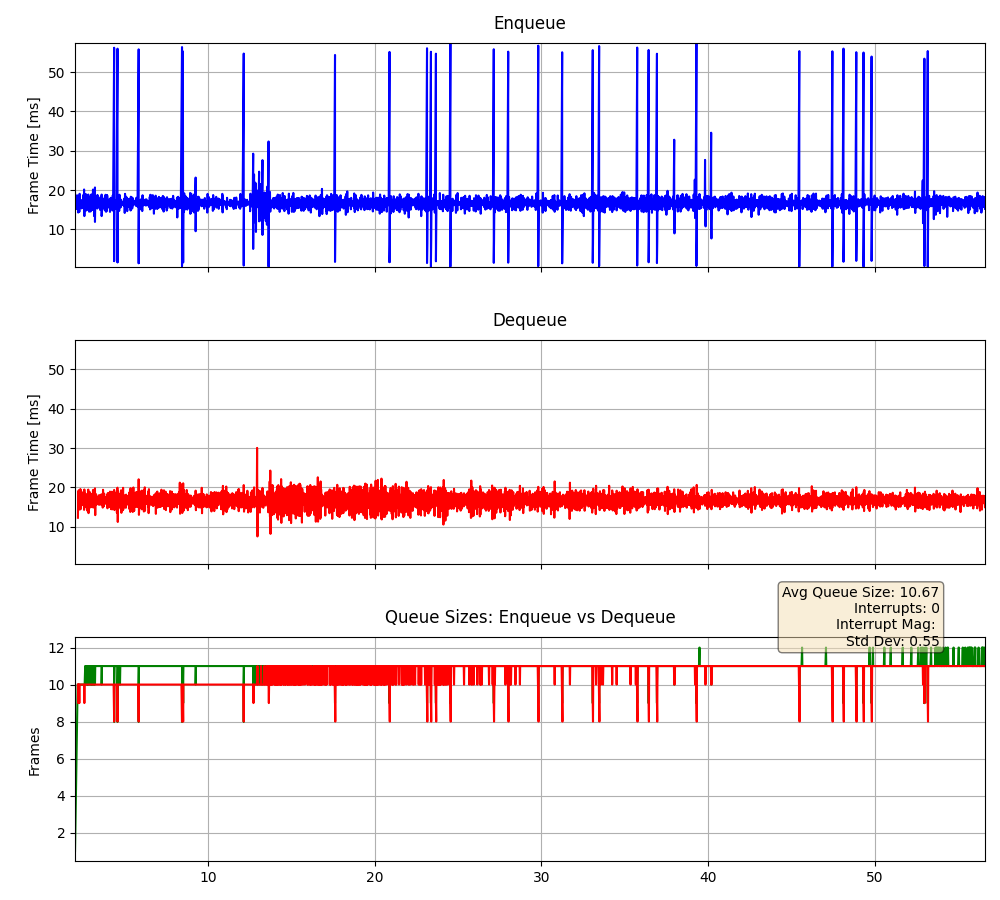 Enqueue
Frame Time [ms]
50
40
30
20
10
Dequeue
Frame Time [ms]
50
40
30
20
10
Avg Queue Size: 10.67
Interrupts: 0
Interrupt Mag:
Std Dev: 0.55
Queue Sizes: Enqueue vs Dequeue
Frames
12
10
8
6
4
2
10 20 30 40 50